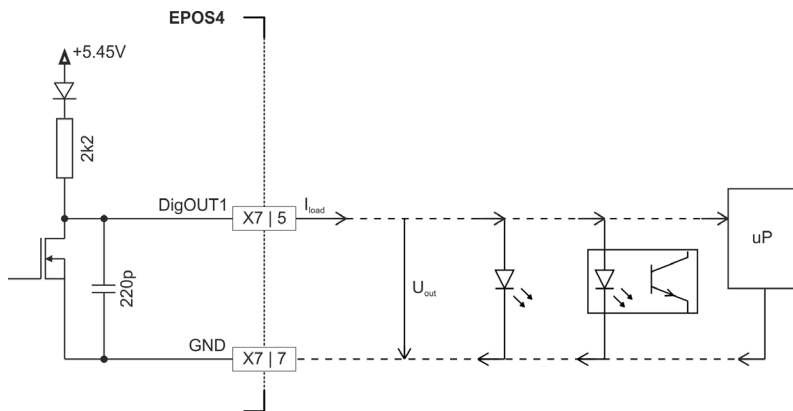 EPOS4
+5.45V
2k2
DigOUT1
X7 | 5
Iload
uP
220p
Uout
GND
X7 | 7